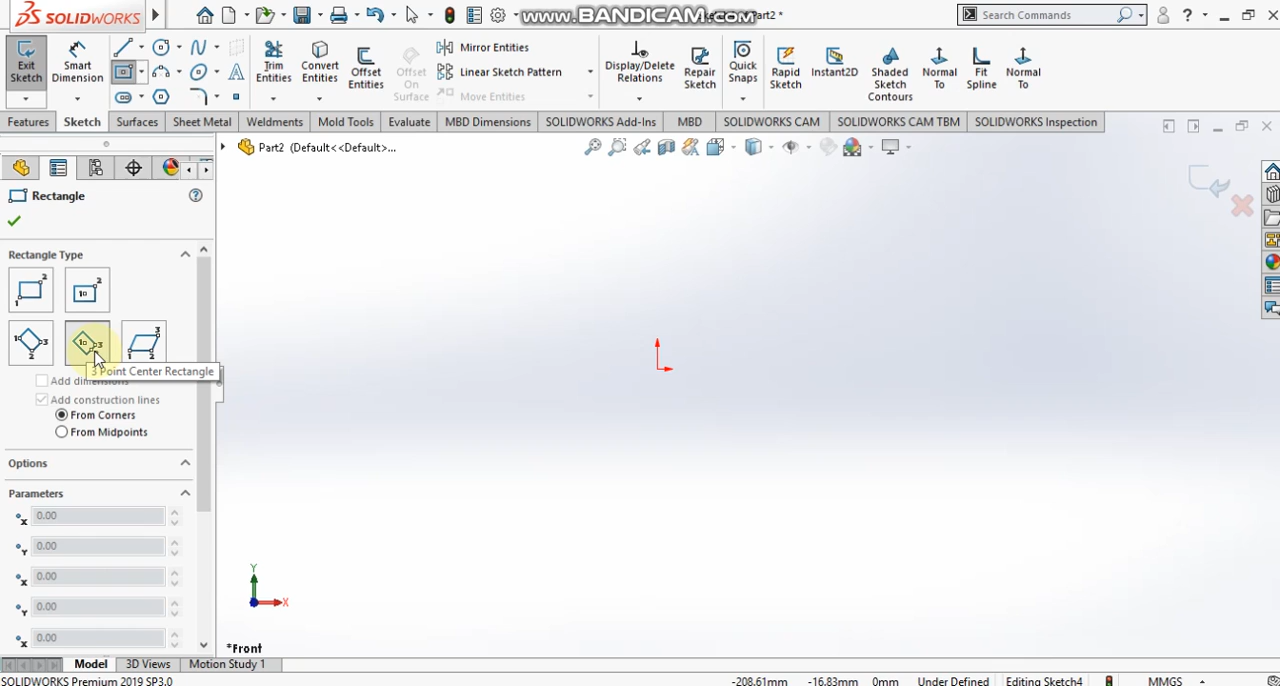 SOLIDWORKS
www.BANDICAM.com
Part2 *
Search Commands
?
Exit Sketch
Smart Dimension
Trim Entities
Convert Entities
Offset Entities
Offset On Surface
Mirror Entities
Linear Sketch Pattern
Move Entities
Display/Delete Relations
Repair Sketch
Quick Snaps
Rapid Sketch
Instant2D
Shaded Sketch Contours
Normal To
Fit Spline
Normal To
Features
Sketch
Surfaces
Sheet Metal
Weldments
Mold Tools
Evaluate
MBD Dimensions
SOLIDWORKS Add-Ins
MBD
SOLIDWORKS CAM
SOLIDWORKS CAM TBM
SOLIDWORKS Inspection
Part2 (Default<<Default>...
Rectangle
Rectangle Type
3 Point Center Rectangle
Add dimensions
Add construction lines
From Corners
From Midpoints
Options
Parameters
x 0.00
Y 0.00
x 0.00
Y 0.00
x 0.00
Y
X
*Front
Model
3D Views
Motion Study 1
SOLIDWORKS Premium 2019 SP3.0
-208.61mm
-16.83mm
0mm
Under Defined
Editing Sketch4
MMGS